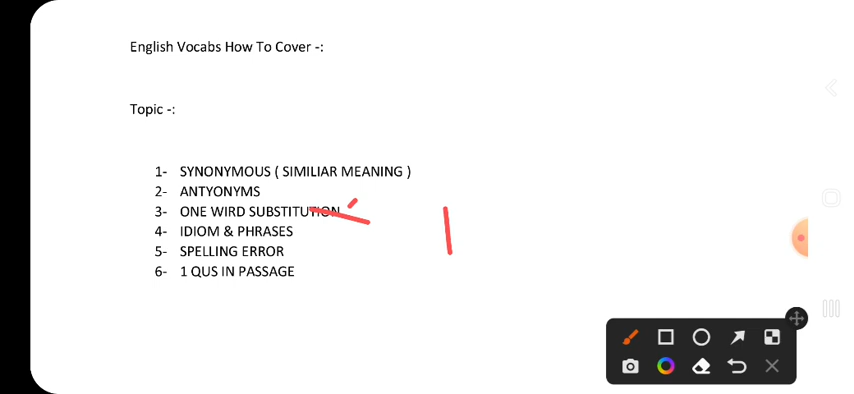 English Vocabs How To Cover -:
Topic -:
1- SYNONYMOUS ( SIMILIAR MEANING )
2- ANTYONYMS
3- ONE WIRD SUBSTITUTION
4- IDIOM & PHRASES
5- SPELLING ERROR
6- 1 QUS IN PASSAGE